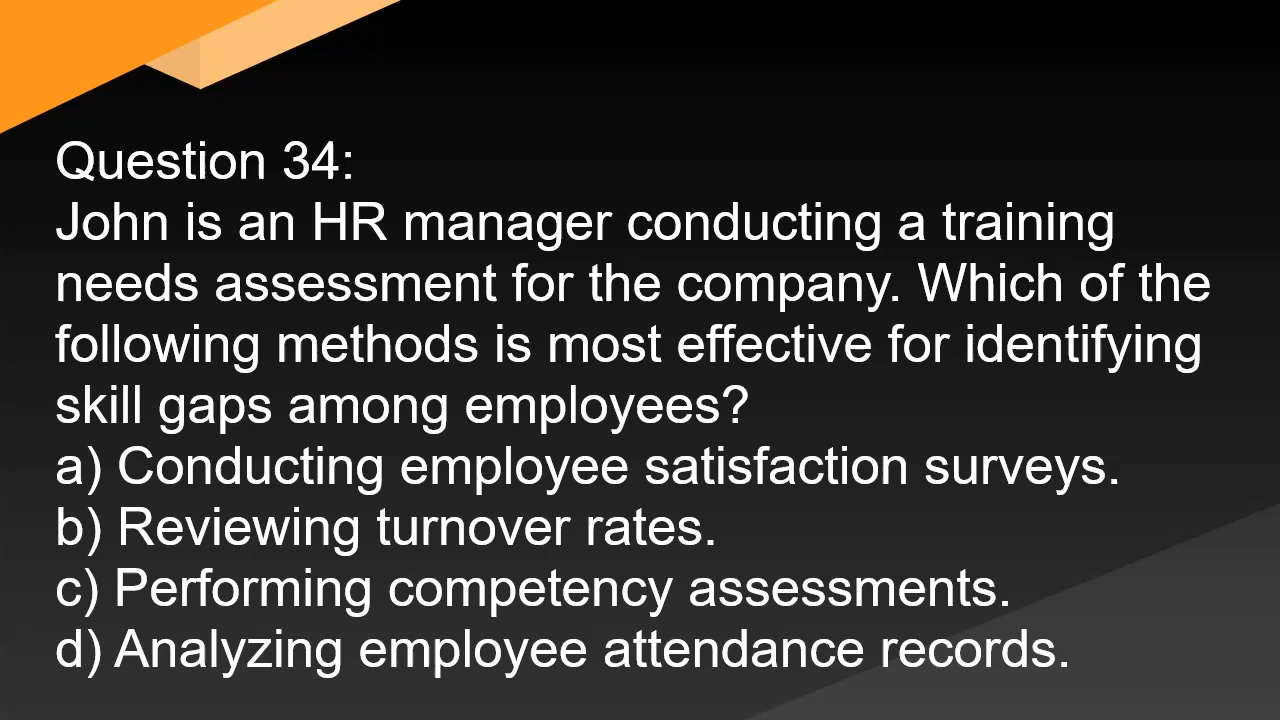 Question 34:
John is an HR manager conducting a training
needs assessment for the company. Which of the
following methods is most effective for identifying
skill gaps among employees?
a) Conducting employee satisfaction surveys.
b) Reviewing turnover rates.
c) Performing competency assessments.
d) Analyzing employee attendance records.